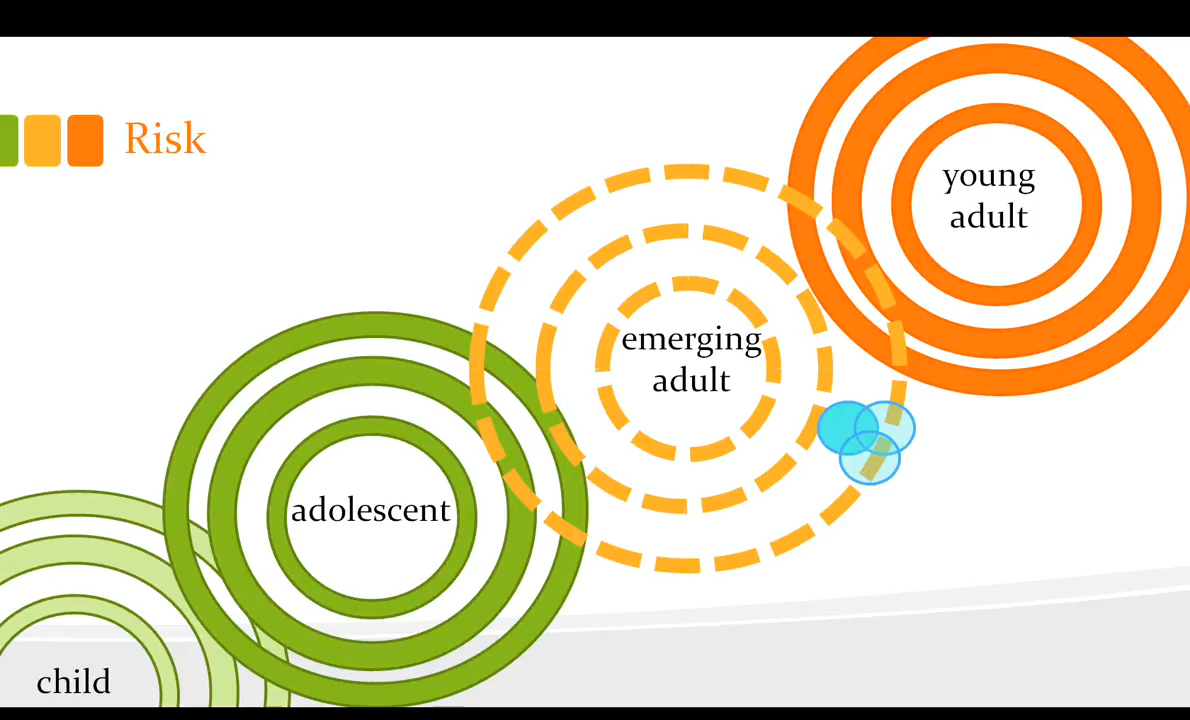 Risk
young
adult
emerging
adult
adolescent
child